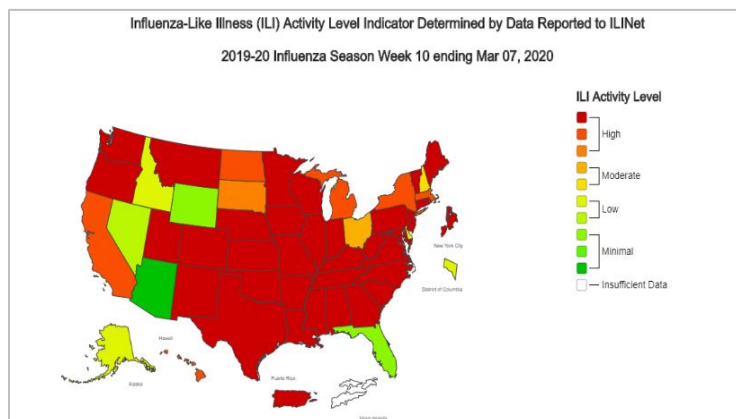 Influenza-Like Illness (ILI) Activity Level Indicator Determined by Data Reported to ILINet
2019-20 Influenza Season Week 10 ending Mar 07, 2020
ILI Activity Level
High
Moderate
Low
Minimal
Insufficient Data
New York City
District of Columbia
Hawaii
Alaska
Puerto Rico